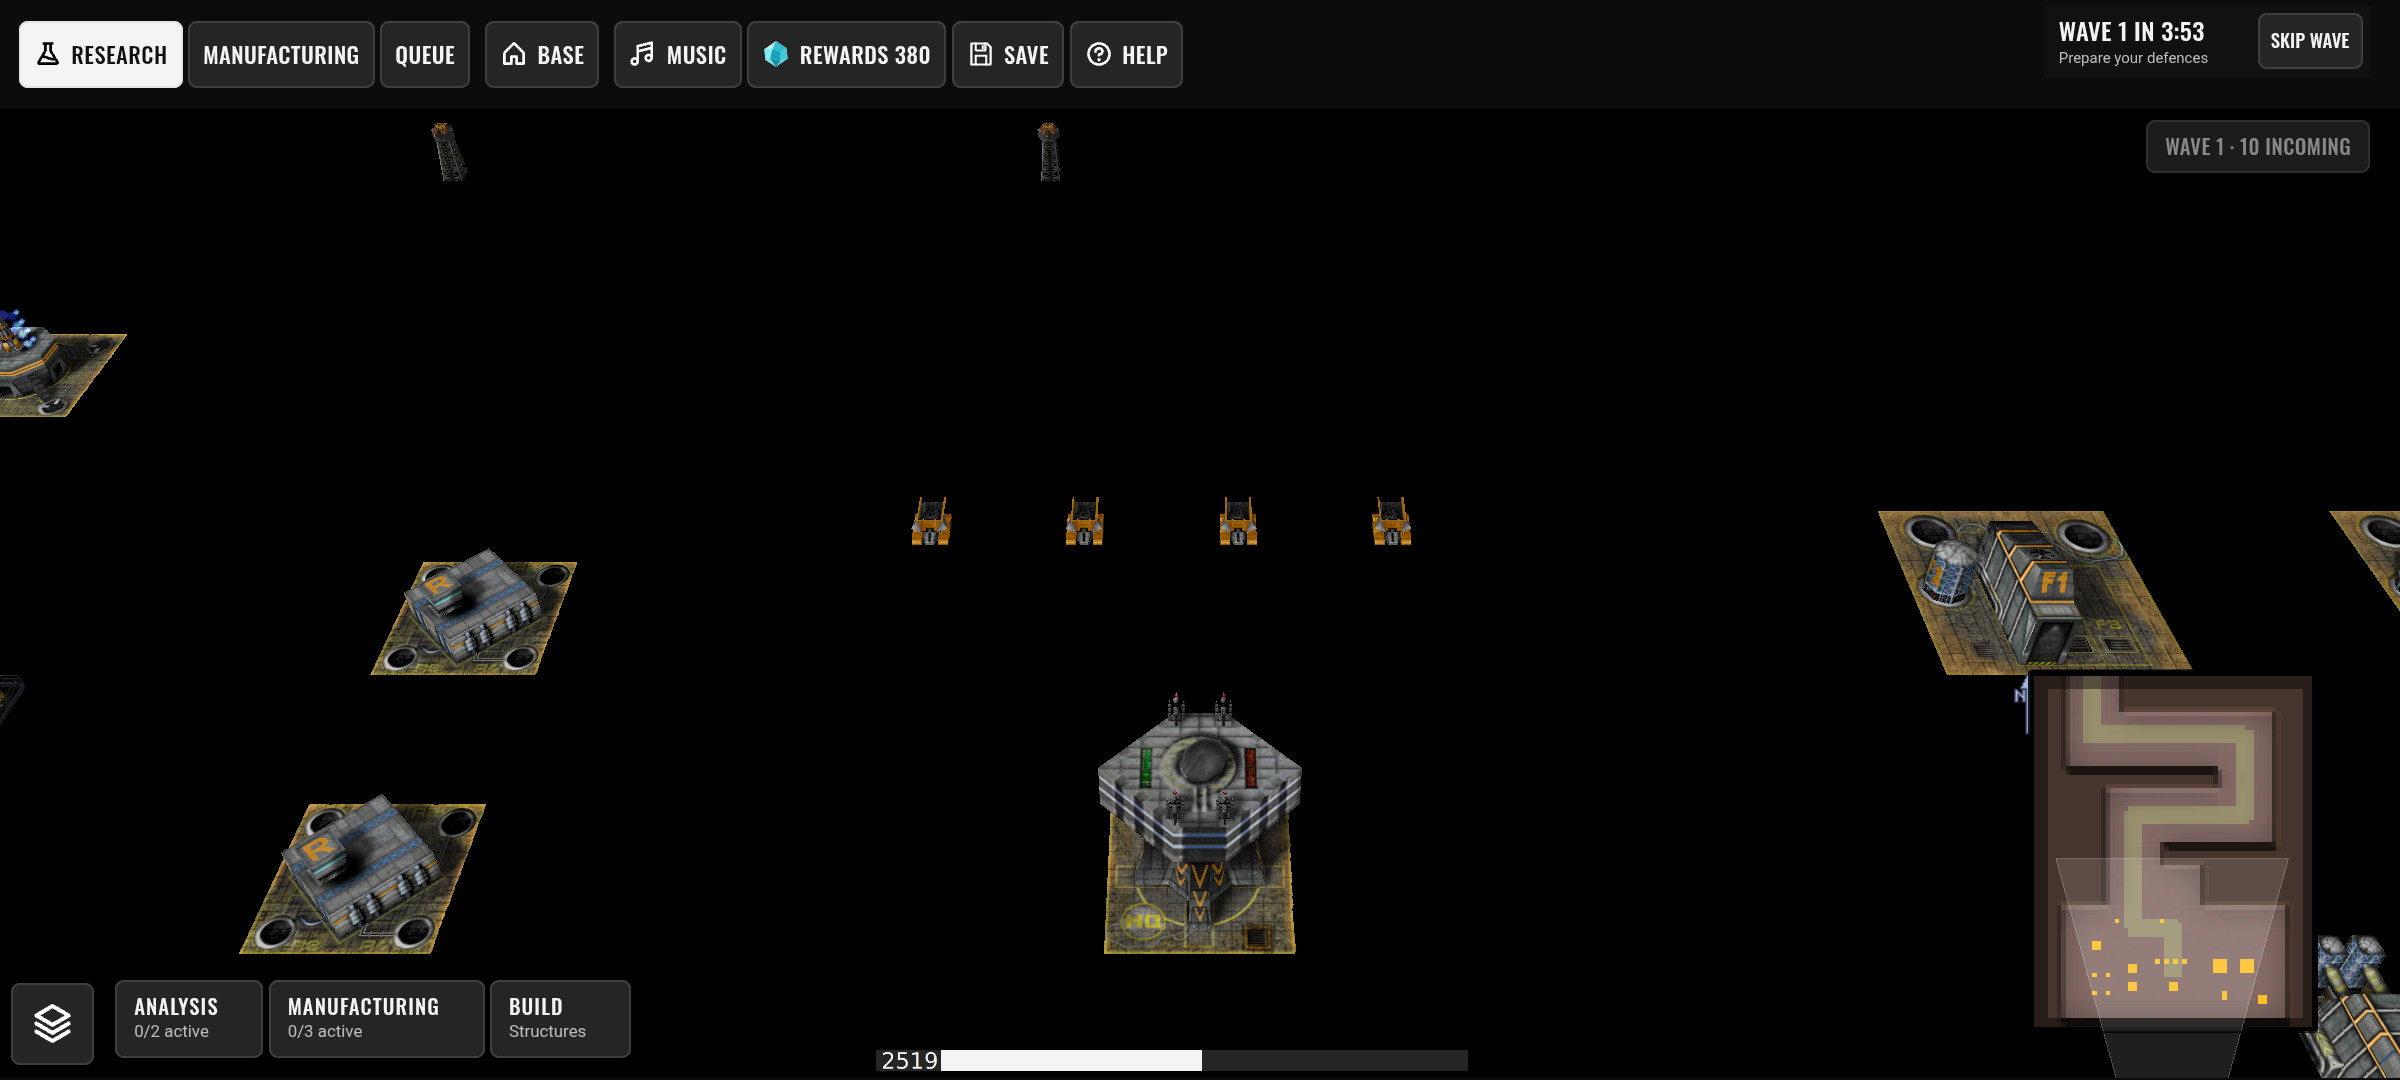 RESEARCH
MANUFACTURING
QUEUE
BASE
MUSIC
REWARDS 380
SAVE
HELP
WAVE 1 IN 3:53
Prepare your defences
SKIP WAVE
WAVE 1 · 10 INCOMING
F1
F3
R
N
R
HQ
ANALYSIS
0/2 active
MANUFACTURING
0/3 active
BUILD
Structures
2519